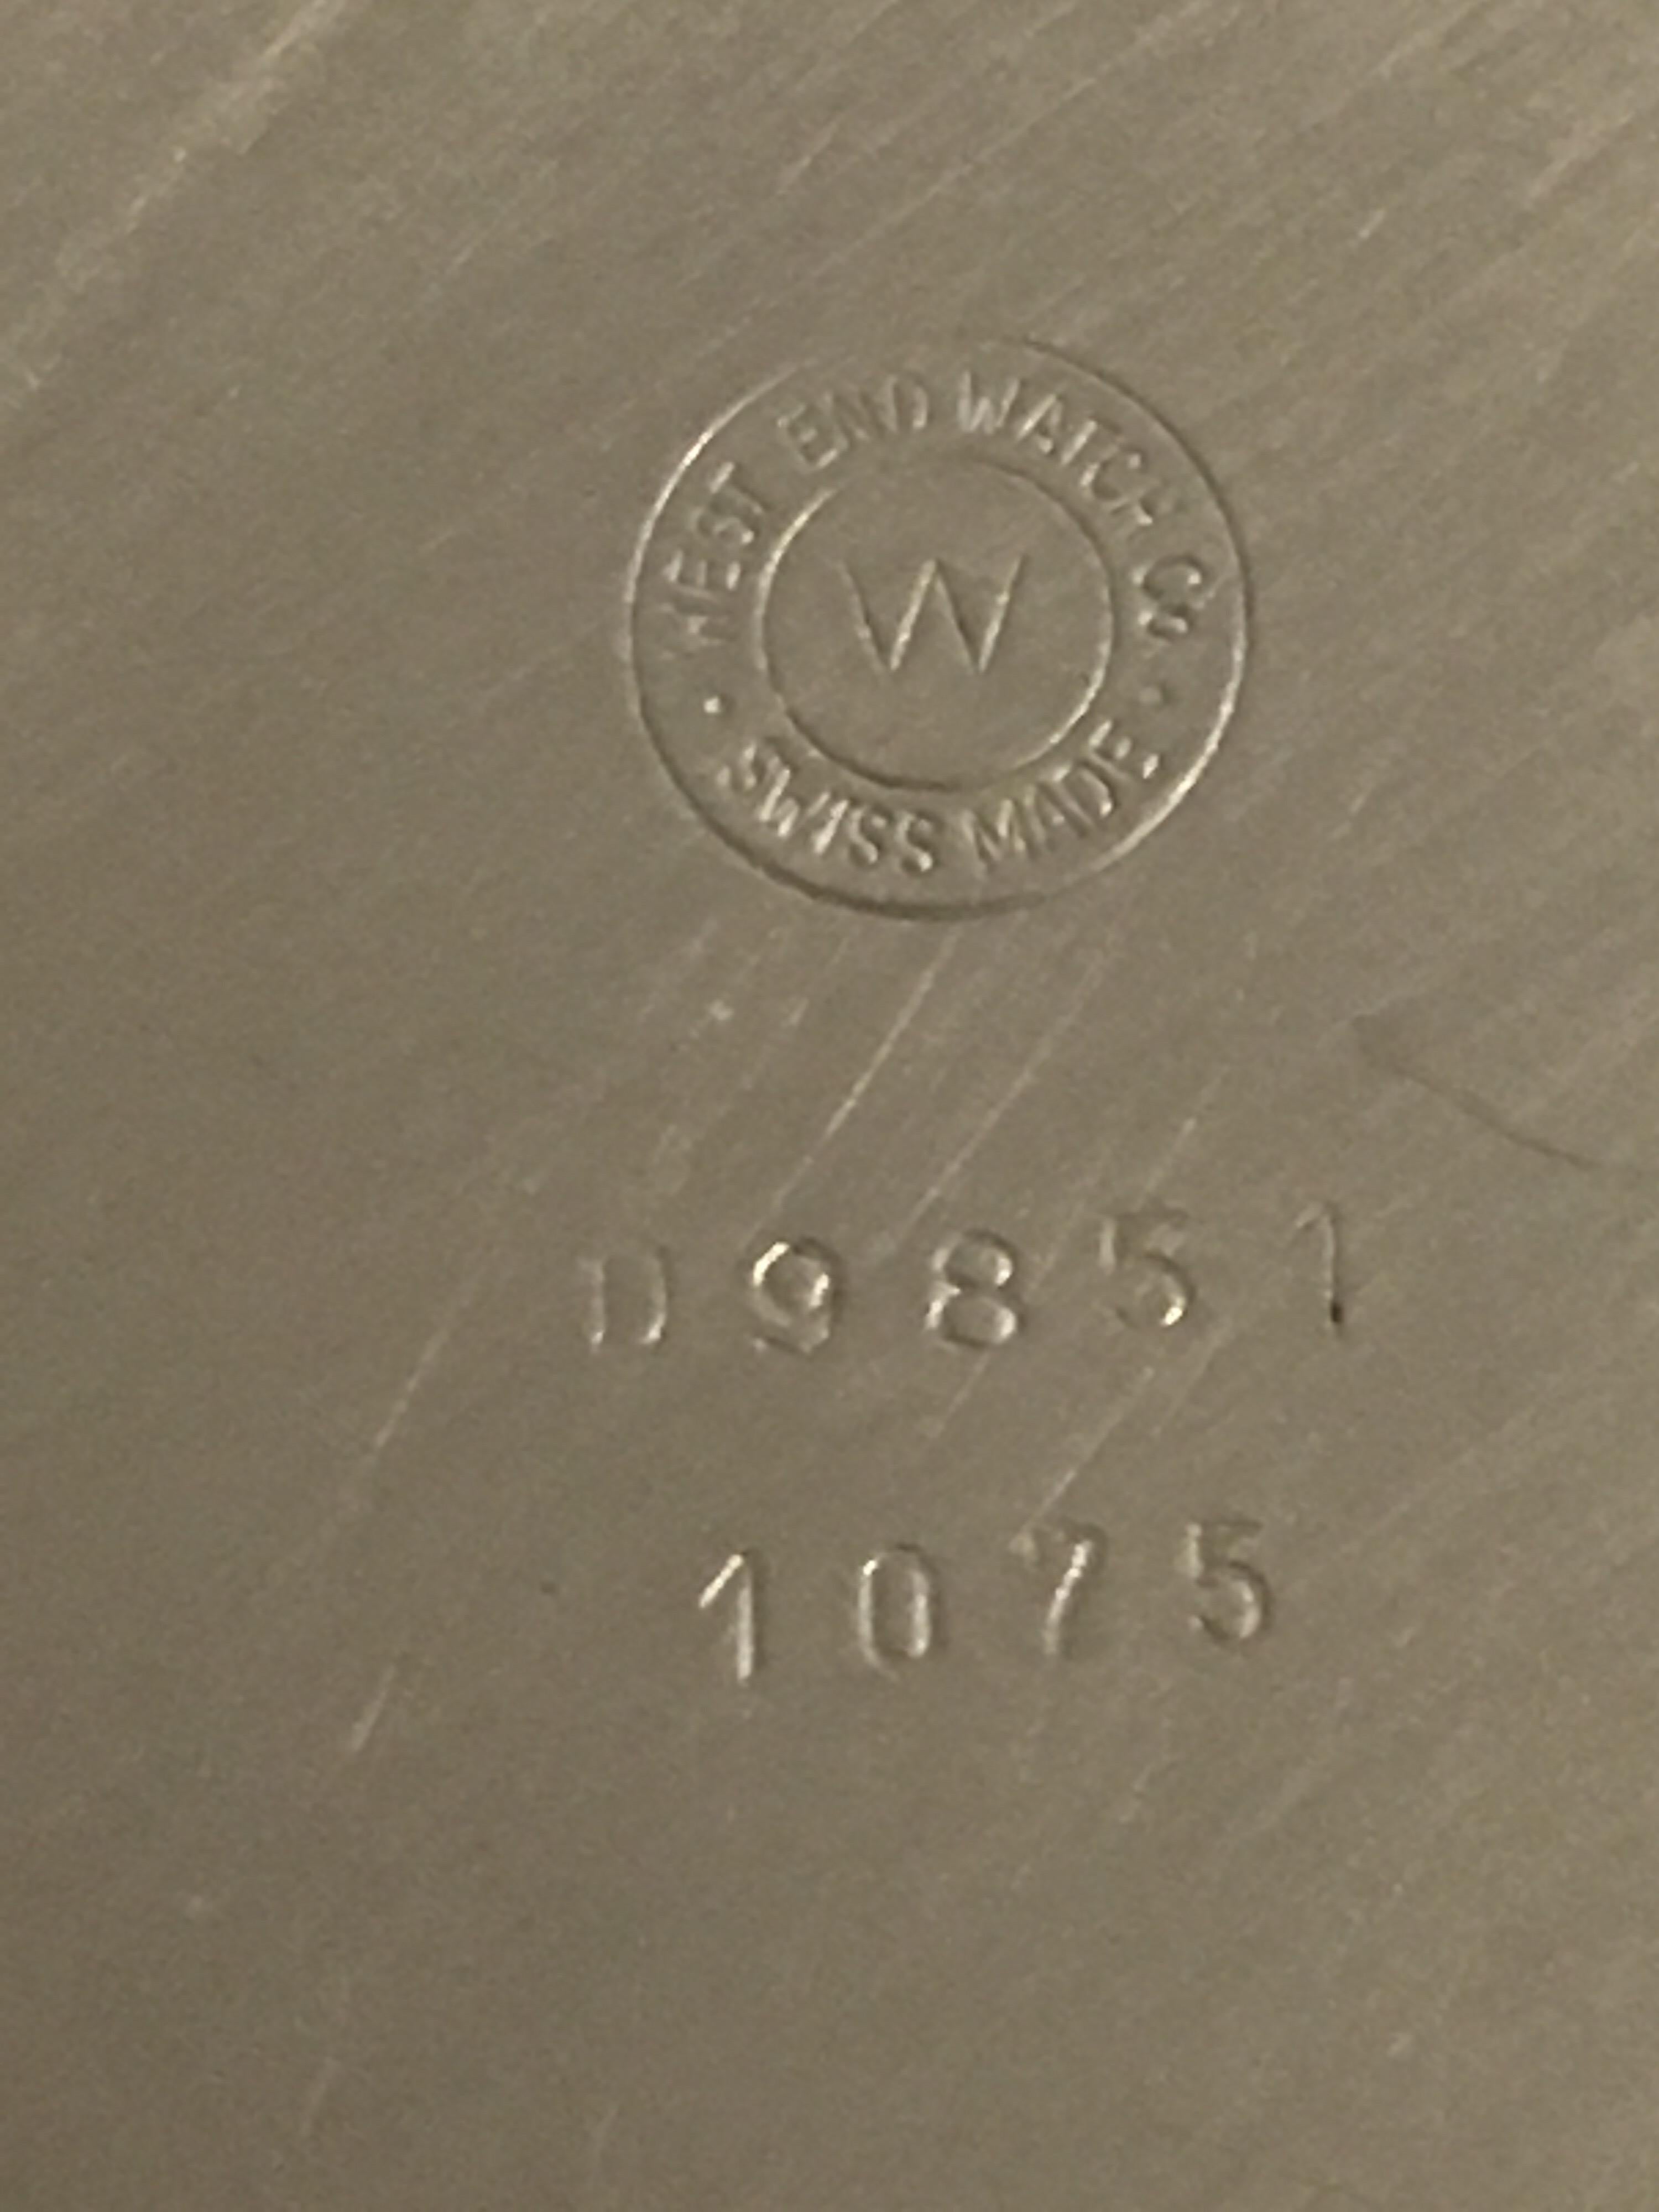 WEST END WATCH Co
W
• SWISS MADE •
D9851
1075